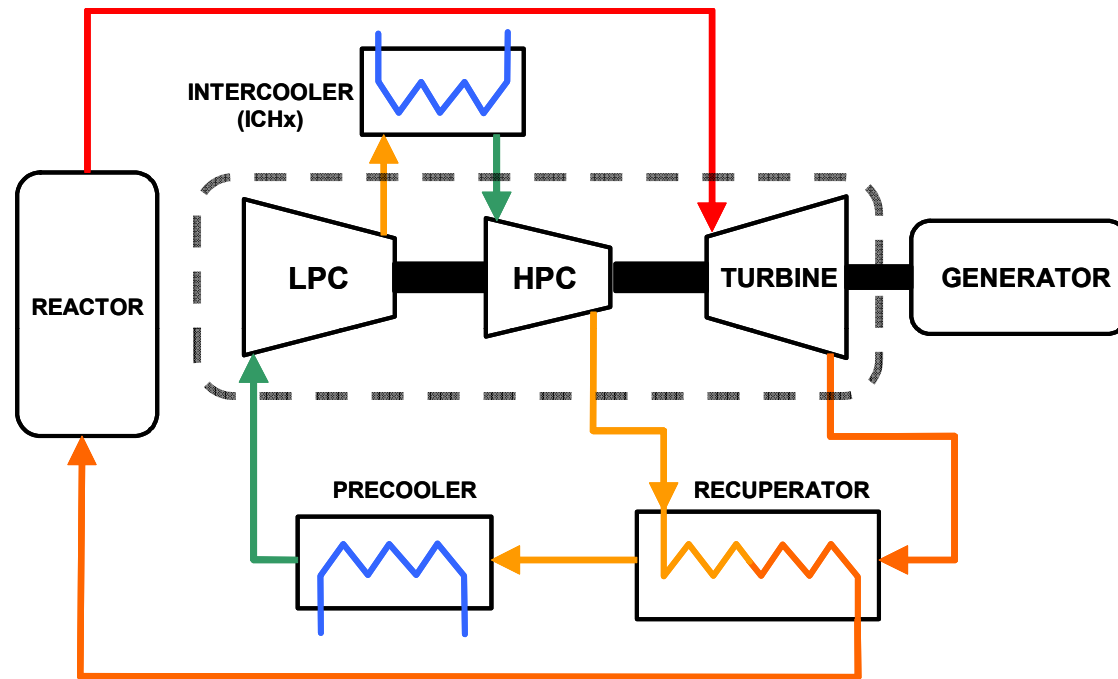 INTERCOOLER
(ICHx)
REACTOR
LPC
HPC
TURBINE
GENERATOR
PRECOOLER
RECUPERATOR